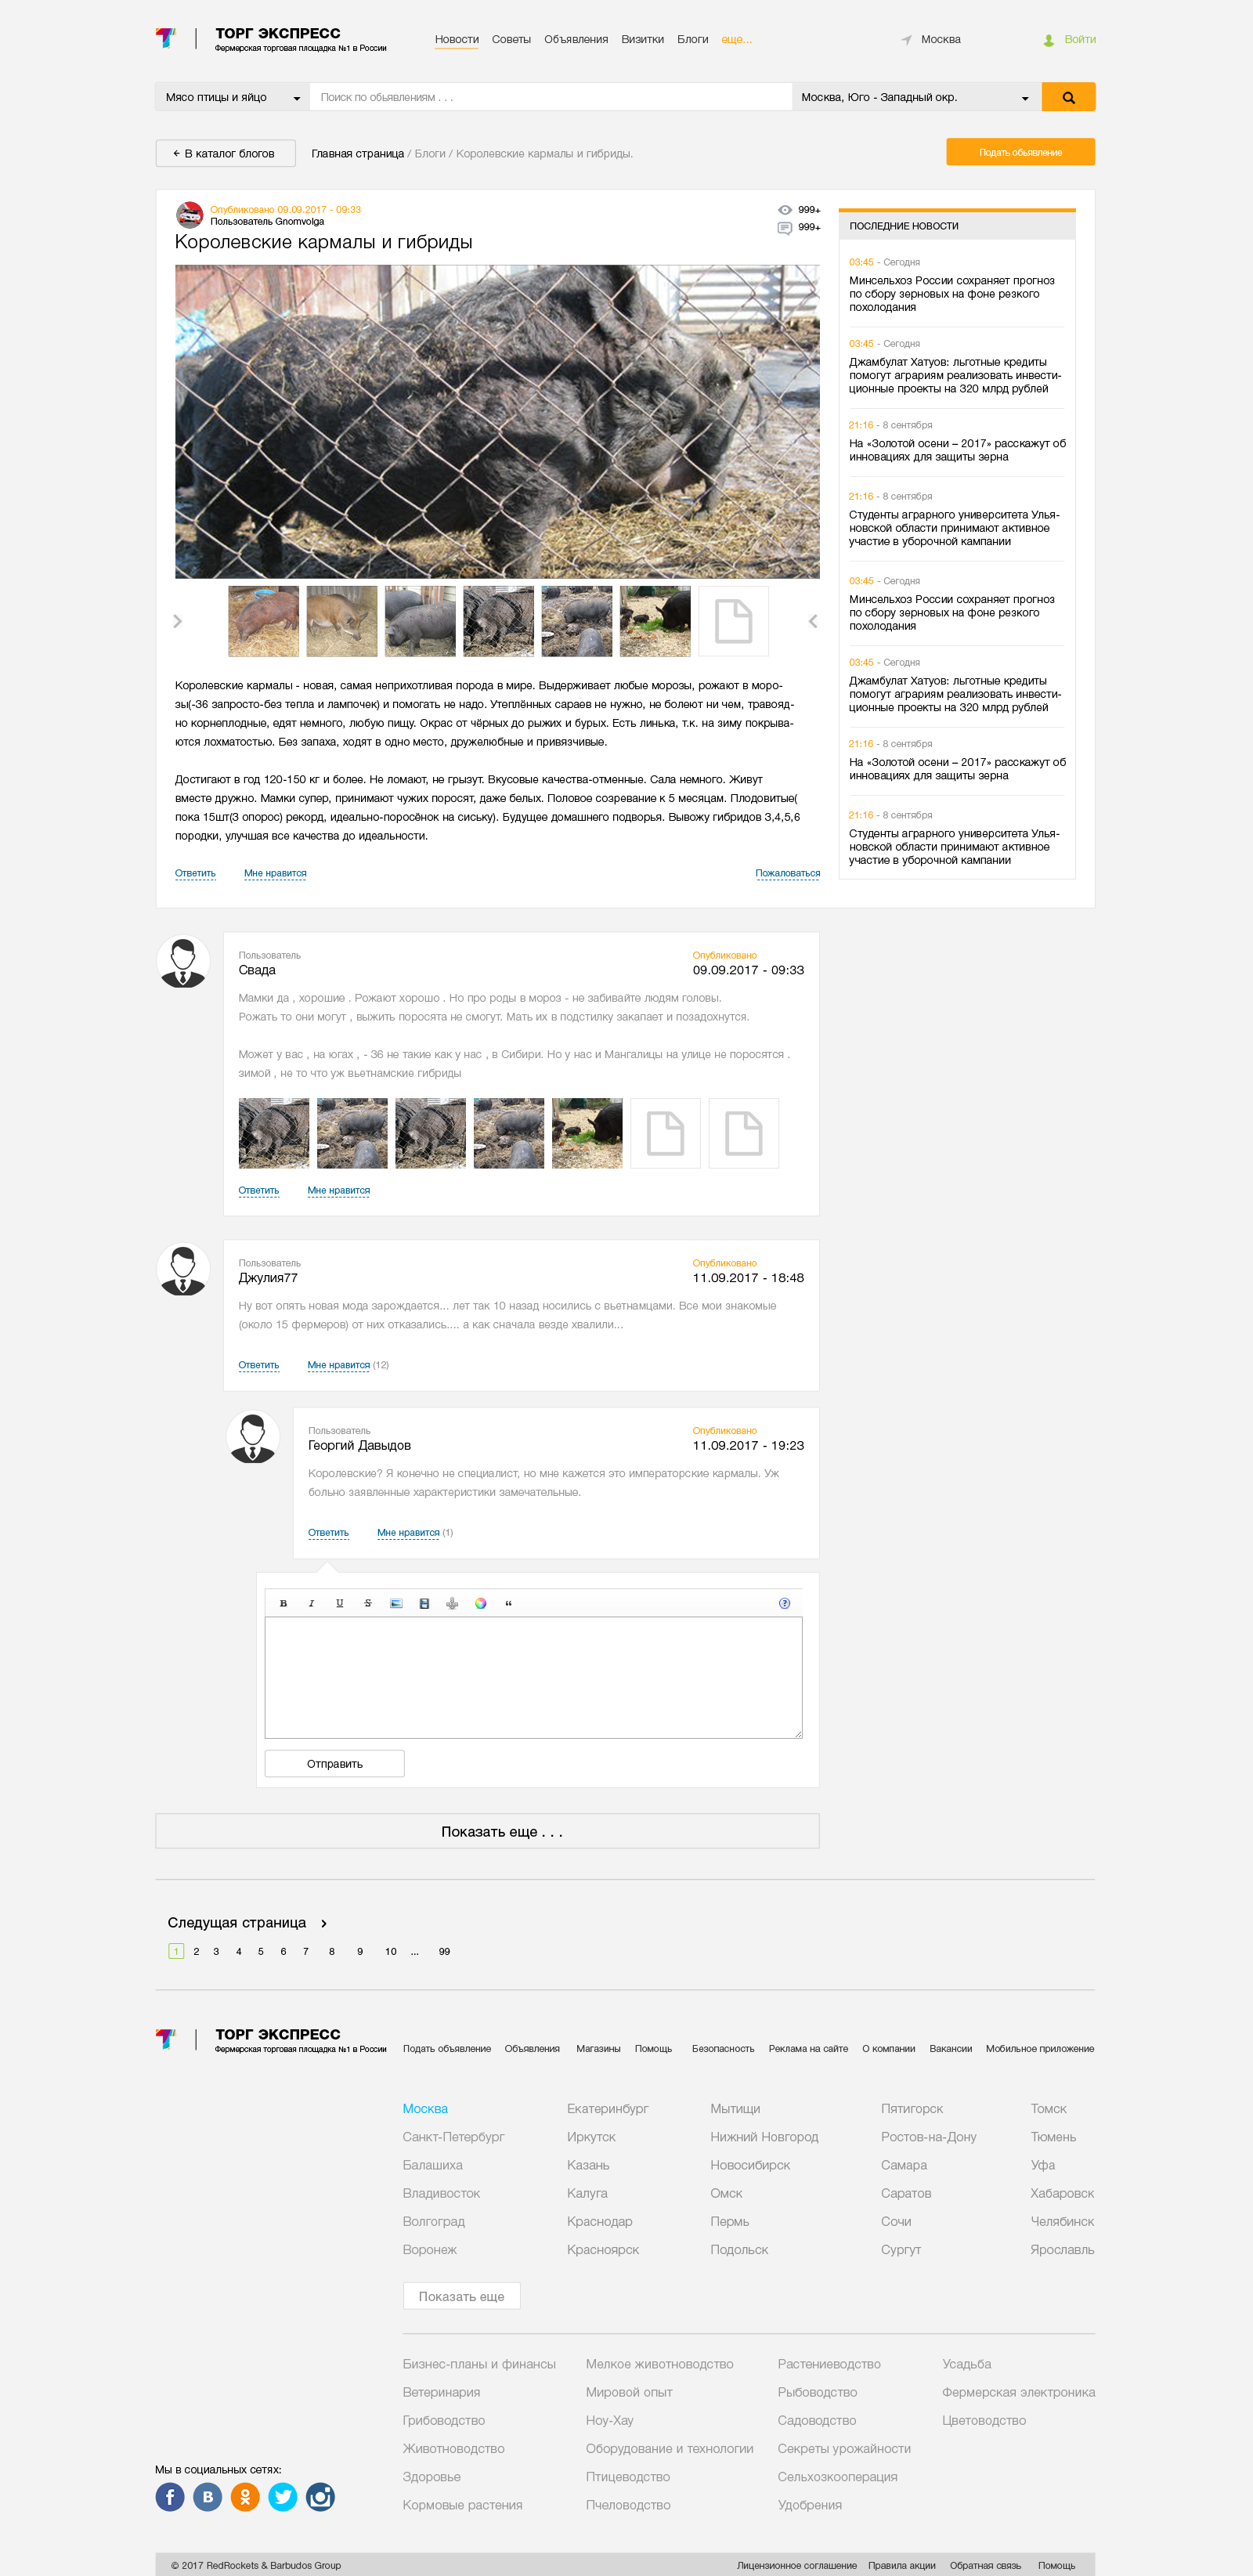 ТОРГ ЭКСПРЕСС
Фермерская торговая площадка №1 в России
Новости Советы Объявления Визитки Блоги еще...
Москва
Войти
Мясо птицы и яйцо
Поиск по обьявлениям . . .
Москва, Юго - Западный окр.
В каталог блогов
Главная страница / Блоги / Королевские кармалы и гибриды.
Подать обьявление
Опубликовано 09.09.2017 - 09:33
Пользователь Gnomvolga
999+
999+
Королевские кармалы и гибриды
Королевские кармалы - новая, самая неприхотливая порода в мире. Выдерживает любые морозы, рожают в моро-
зы(-36 запросто-без тепла и лампочек) и помогать не надо. Утеплённых сараев не нужно, не болеют ни чем, травояд-
но корнеплодные, едят немного, любую пищу. Окрас от чёрных до рыжих и бурых. Есть линька, т.к. на зиму покрыва-
ются лохматостью. Без запаха, ходят в одно место, дружелюбные и привязчивые.
Достигают в год 120-150 кг и более. Не ломают, не грызут. Вкусовые качества-отменные. Сала немного. Живут
вместе дружно. Мамки супер, принимают чужих поросят, даже белых. Половое созревание к 5 месяцам. Плодовитые(
пока 15шт(3 опорос) рекорд, идеально-поросёнок на сиську). Будущее домашнего подворья. Вывожу гибридов 3,4,5,6
породки, улучшая все качества до идеальности.
Ответить Мне нравится Пожаловаться
ПОСЛЕДНИЕ НОВОСТИ
03:45 - Сегодня
Минсельхоз России сохраняет прогноз
по сбору зерновых на фоне резкого
похолодания
03:45 - Сегодня
Джамбулат Хатуов: льготные кредиты
помогут аграриям реализовать инвести-
ционные проекты на 320 млрд рублей
21:16 - 8 сентября
На «Золотой осени – 2017» расскажут об
инновациях для защиты зерна
21:16 - 8 сентября
Студенты аграрного университета Улья-
новской области принимают активное
участие в уборочной кампании
03:45 - Сегодня
Минсельхоз России сохраняет прогноз
по сбору зерновых на фоне резкого
похолодания
03:45 - Сегодня
Джамбулат Хатуов: льготные кредиты
помогут аграриям реализовать инвести-
ционные проекты на 320 млрд рублей
21:16 - 8 сентября
На «Золотой осени – 2017» расскажут об
инновациях для защиты зерна
21:16 - 8 сентября
Студенты аграрного университета Улья-
новской области принимают активное
участие в уборочной кампании
Пользователь Опубликовано
Свада 09.09.2017 - 09:33
Мамки да , хорошие . Рожают хорошо . Но про роды в мороз - не забивайте людям головы.
Рожать то они могут , выжить поросята не смогут. Мать их в подстилку закапает и позадохнутся.
Может у вас , на югах , - 36 не такие как у нас , в Сибири. Но у нас и Мангалицы на улице не поросятся .
зимой , не то что уж вьетнамские гибриды
Ответить Мне нравится
Пользователь Опубликовано
Джулия77 11.09.2017 - 18:48
Ну вот опять новая мода зарождается... лет так 10 назад носились с вьетнамцами. Все мои знакомые
(около 15 фермеров) от них отказались.... а как сначала везде хвалили...
Ответить Мне нравится (12)
Пользователь Опубликовано
Георгий Давыдов 11.09.2017 - 19:23
Королевские? Я конечно не специалист, но мне кажется это императорские кармалы. Уж
больно заявленные характеристики замечательные.
Ответить Мне нравится (1)
B I U S “ ?
Отправить
Показать еще . . .
Следущая страница
1 2 3 4 5 6 7 8 9 10 ... 99
ТОРГ ЭКСПРЕСС
Фермерская торговая площадка №1 в России
Подать объявление Объявления Магазины Помощь Безопасность Реклама на сайте О компании Вакансии Мобильное приложение
Москва Екатеринбург Мытищи Пятигорск Томск
Санкт-Петербург Иркутск Нижний Новгород Ростов-на-Дону Тюмень
Балашиха Казань Новосибирск Самара Уфа
Владивосток Калуга Омск Саратов Хабаровск
Волгоград Краснодар Пермь Сочи Челябинск
Воронеж Красноярск Подольск Сургут Ярославль
Показать еще
Бизнес-планы и финансы Мелкое животноводство Растениеводство Усадьба
Ветеринария Мировой опыт Рыбоводство Фермерская электроника
Грибоводство Ноу-Хау Садоводство Цветоводство
Животноводство Оборудование и технологии Секреты урожайности
Здоровье Птицеводство Сельхозкооперация
Кормовые растения Пчеловодство Удобрения
Мы в социальных сетях:
© 2017 RedRockets & Barbudos Group
Лицензионное соглашение Правила акции Обратная связь Помощь